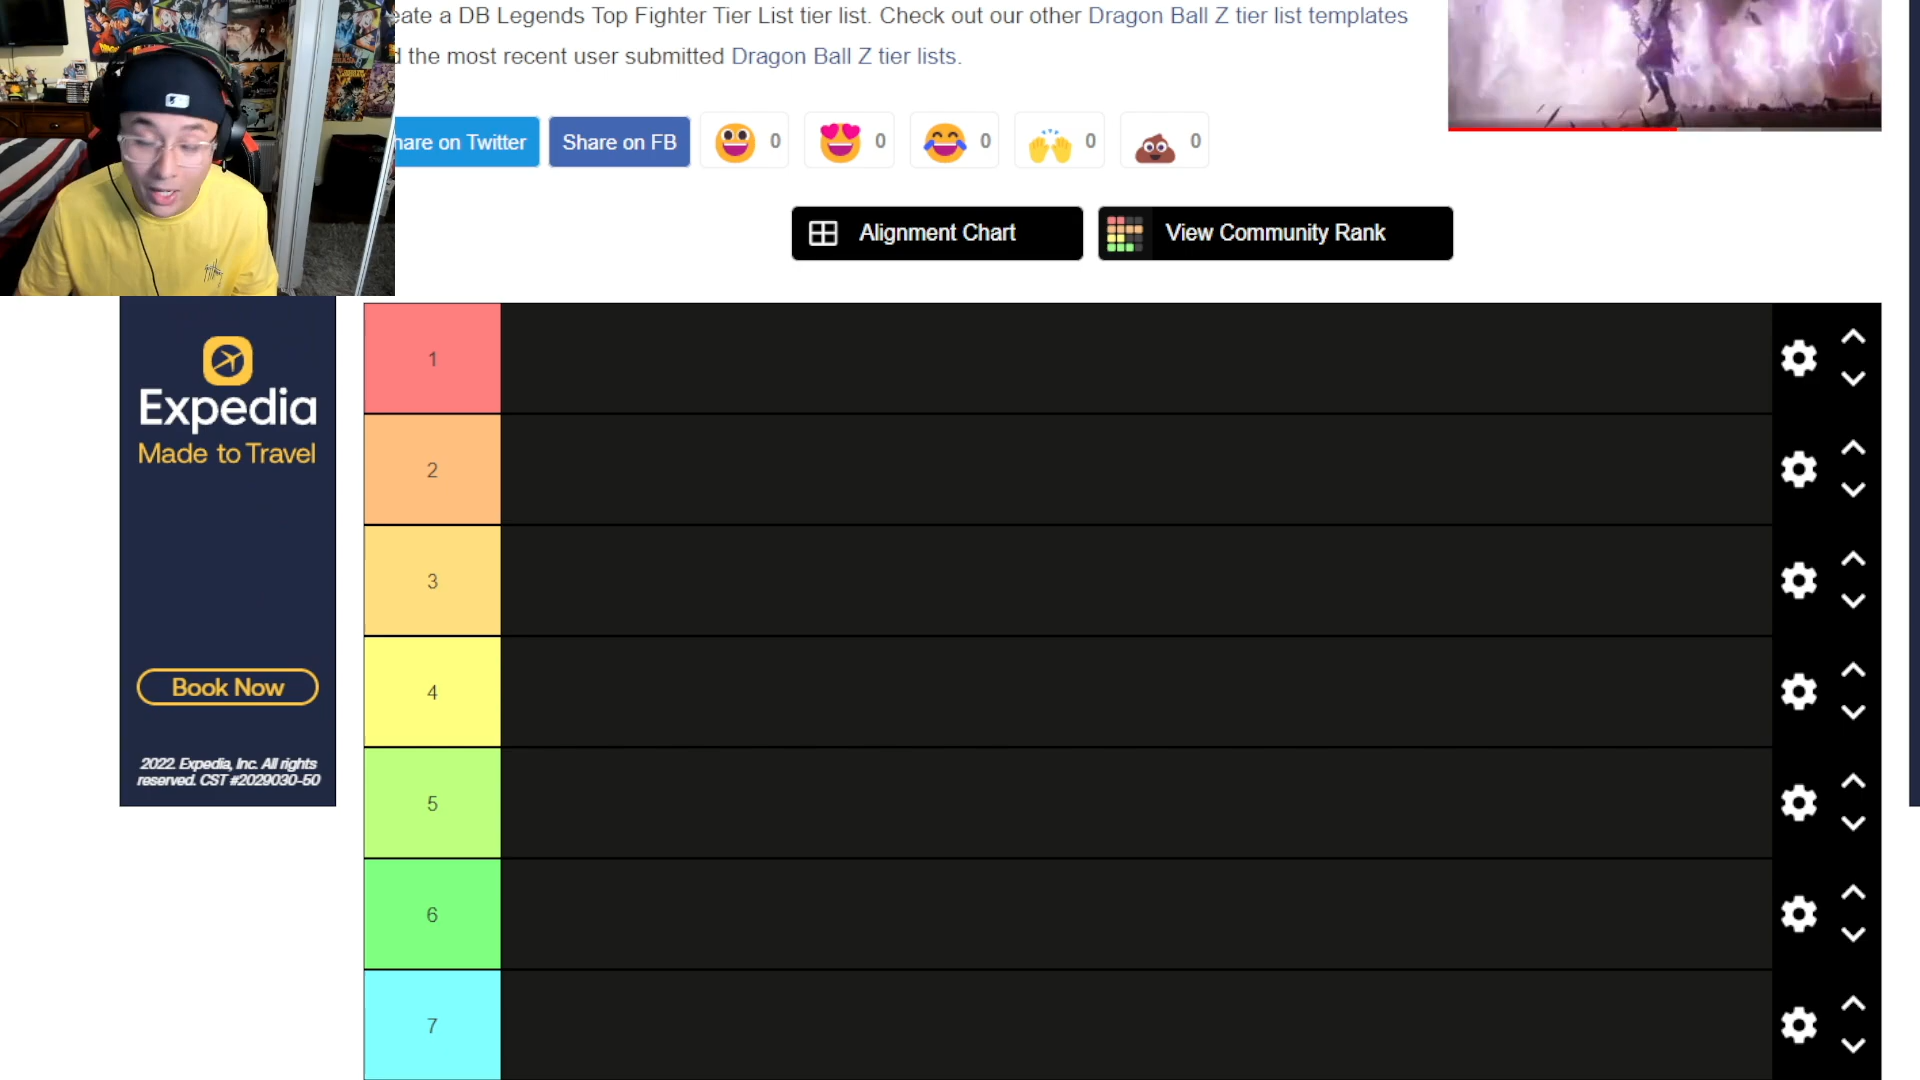 eate a DB Legends Top Fighter Tier List tier list. Check out our other Dragon Ball Z tier list templates
d the most recent user submitted Dragon Ball Z tier lists.
hare on Twitter
Share on FB
0
0
0
0
0
Alignment Chart
View Community Rank
Expedia
Made to Travel
Book Now
2022. Expedia, Inc. All rights
reserved. CST #2029030-50
1
2
3
4
5
6
7